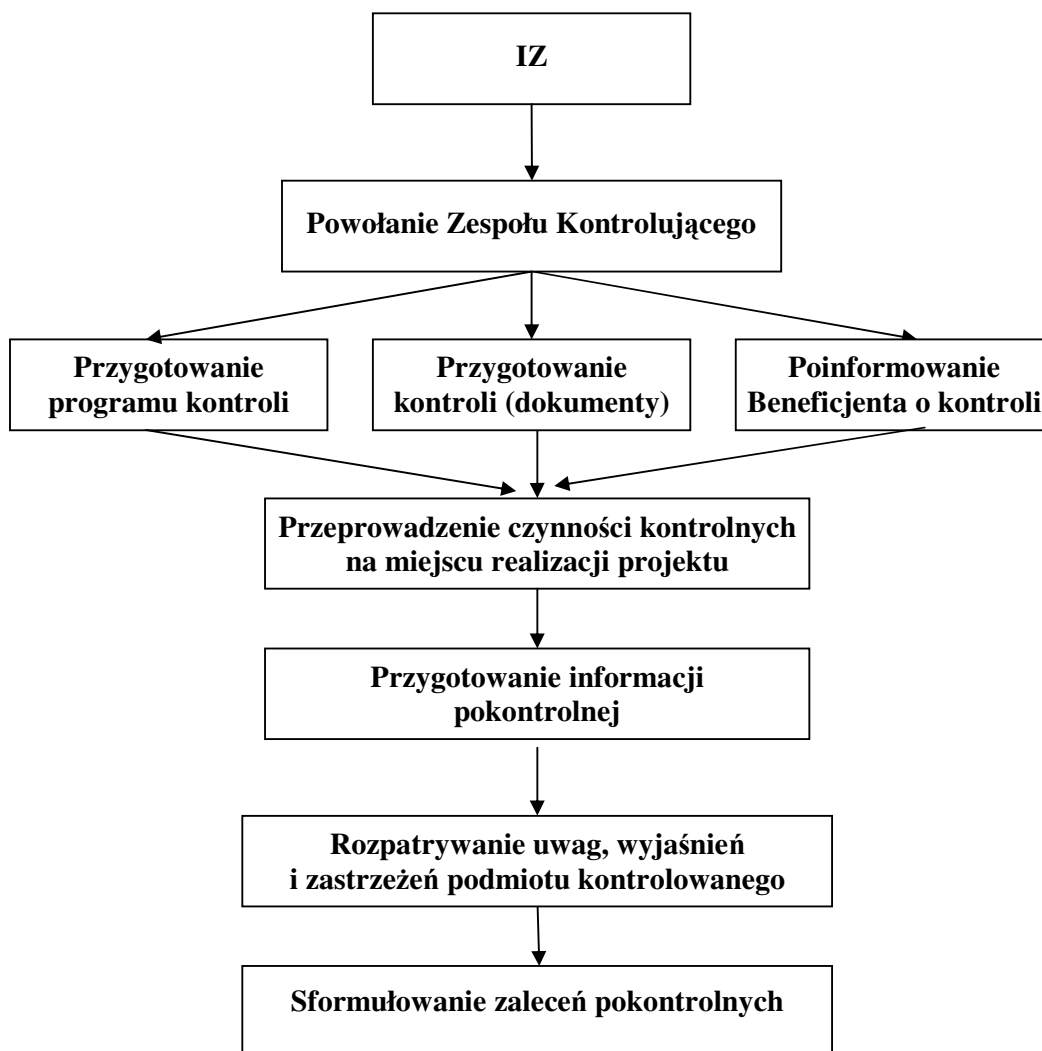 IZ
Powołanie Zespołu Kontrolującego
Przygotowanie
programu kontroli
Przygotowanie
kontroli (dokumenty)
Poinformowanie
Beneficjenta o kontroli
Przeprowadzenie czynności kontrolnych
na miejscu realizacji projektu
Przygotowanie informacji
pokontrolnej
Rozpatrywanie uwag, wyjaśnień
i zastrzeżeń podmiotu kontrolowanego
Sformułowanie zaleceń pokontrolnych